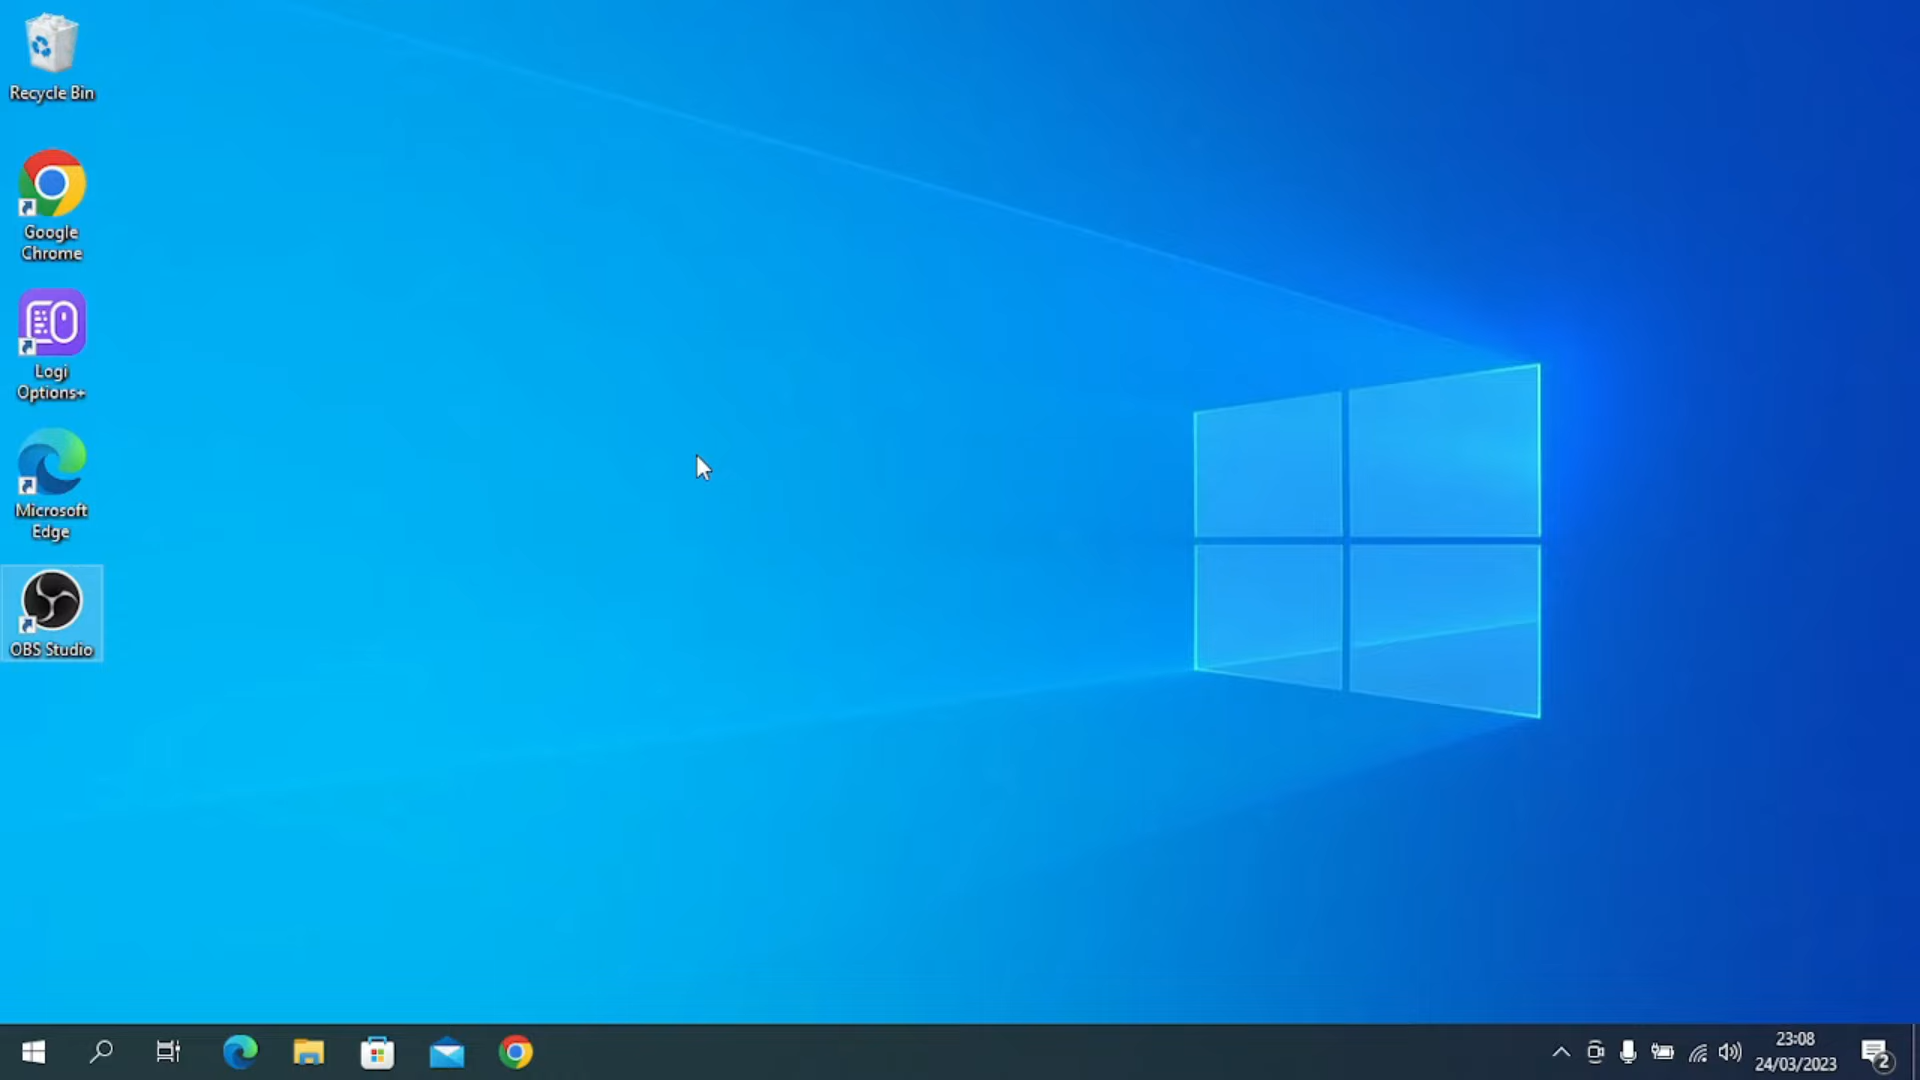 Recycle Bin
Google
Chrome
Logi
Options+
Microsoft
Edge
OBS Studio
23:08
24/03/2023
2